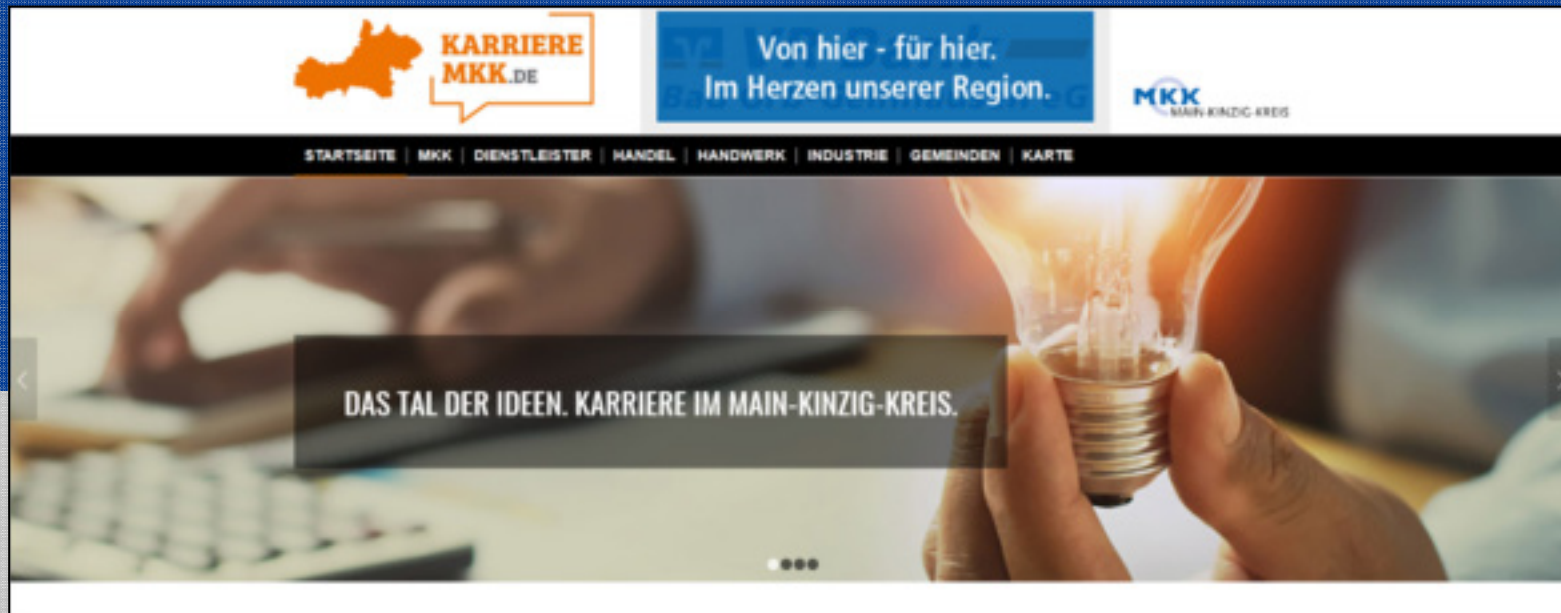 KARRIERE
MKK.DE
Von hier - für hier.
Im Herzen unserer Region.
MKK
MAIN-KINZIG-KREIS
STARTSEITE | MKK | DIENSTLEISTER | HANDEL | HANDWERK | INDUSTRIE | GEMEINDEN | KARTE
DAS TAL DER IDEEN. KARRIERE IM MAIN-KINZIG-KREIS.